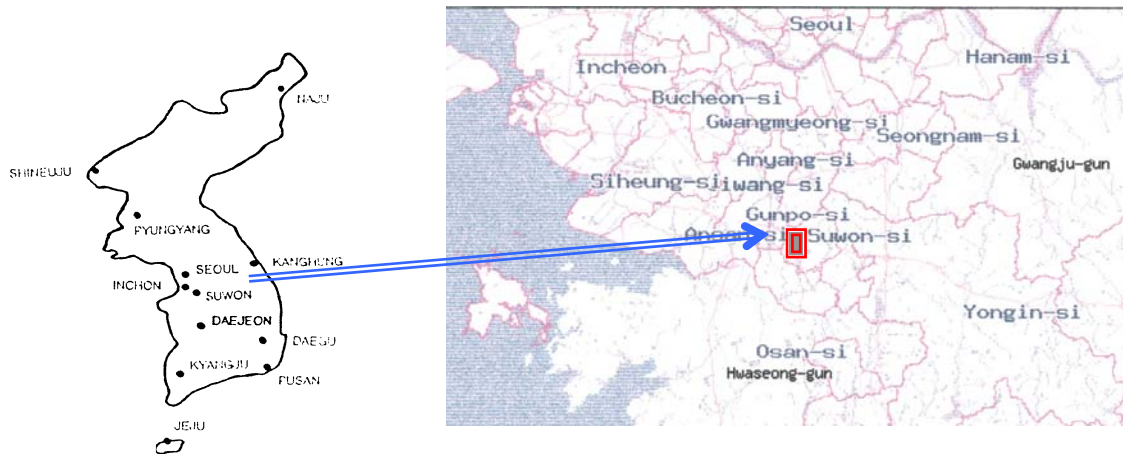 NAJU
SHINEUJU
PYUNGYANG
KANGHUNG
SEOUL
INCHON
SUWON
DAEJEON
DAEGU
KYANGJU
PUSAN
JEJU
Seoul
Hanam-si
Incheon
Bucheon-si
Gwangmyeong-si
Seongnam-si
Anyang-si
Gwangju-gun
Siheung-si
iwang-si
Gunpo-si
Suwon-si
Yongin-si
Osan-si
Hwaseong-gun